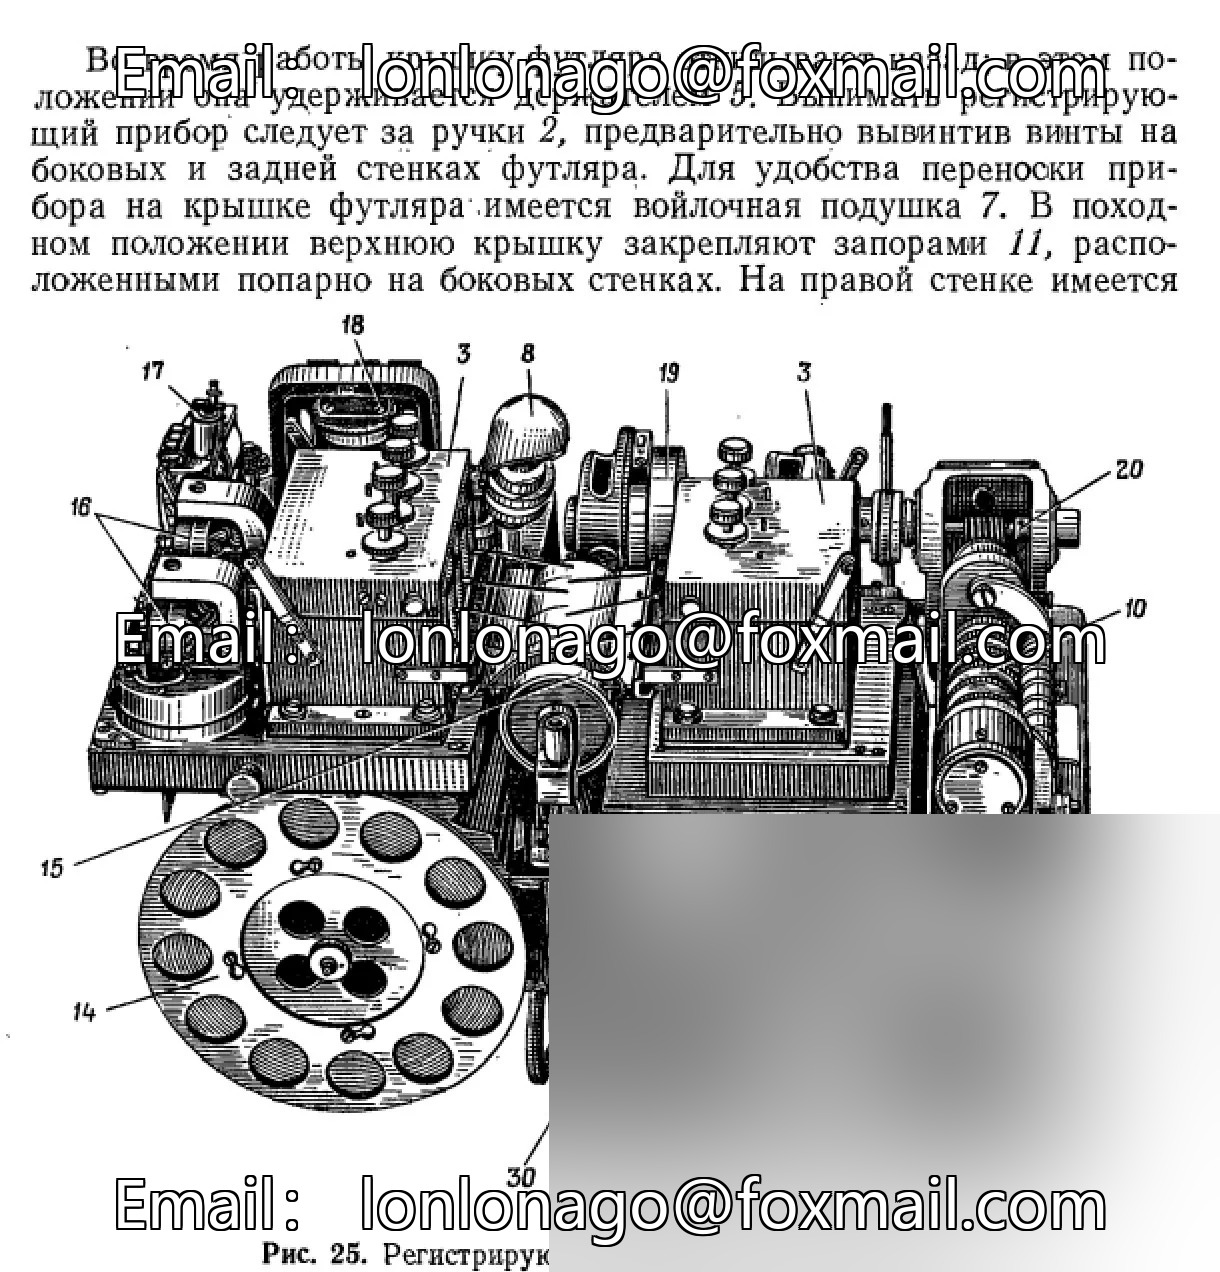 Во время работы крышку футляра откидывают назад; в этом по-
Email： lonlonago@foxmail.com
ложении она удерживается держателем 5. Вынимать регистрирую-
щий прибор следует за ручки 2, предварительно вывинтив винты на
боковых и задней стенках футляра. Для удобства переноски при-
бора на крышке футляра имеется войлочная подушка 7. В поход-
ном положении верхнюю крышку закрепляют запорами 11, распо-
ложенными попарно на боковых стенках. На правой стенке имеется
18
3
8
17
19
3
20
16
10
Email： lonlonago@foxmail.com
15
14
30
Email： lonlonago@foxmail.com
Рис. 25.